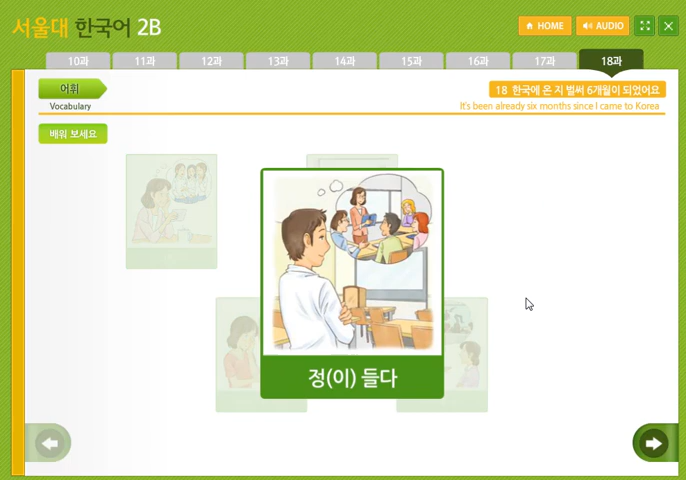 서울대 한국어 2B
HOME
AUDIO
10과 11과 12과 13과 14과 15과 16과 17과 18과
어휘
Vocabulary
18 한국에 온 지 벌써 6개월이 되었어요
It's been already six months since I came to Korea
배워 보세요
정(이) 들다